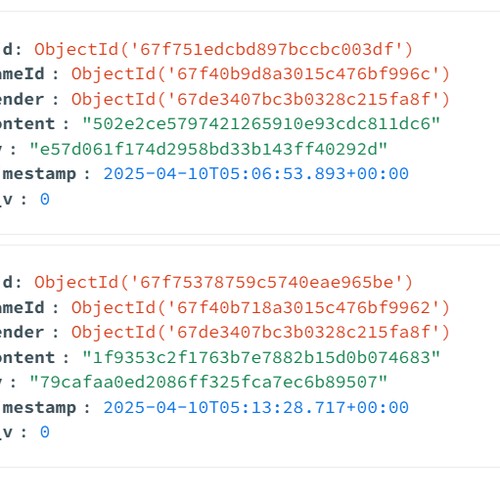 d: ObjectId('67f751edcbd897bccbc003df')
ameId : ObjectId('67f40b9d8a3015c476bf996c')
ender : ObjectId('67de3407bc3b0328c215fa8f')
ontent : "502e2ce5797421265910e93cdc811dc6"
v : "e57d061f174d2958bd33b143ff40292d"
mestamp : 2025-04-10T05:06:53.893+00:00
_v : 0
d: ObjectId('67f75378759c5740eae965be')
ameId : ObjectId('67f40b718a3015c476bf9962')
ender : ObjectId('67de3407bc3b0328c215fa8f')
ontent : "1f9353c2f1763b7e7882b15d0b074683"
v : "79cafaa0ed2086ff325fca7ec6b89507"
mestamp : 2025-04-10T05:13:28.717+00:00
_v : 0